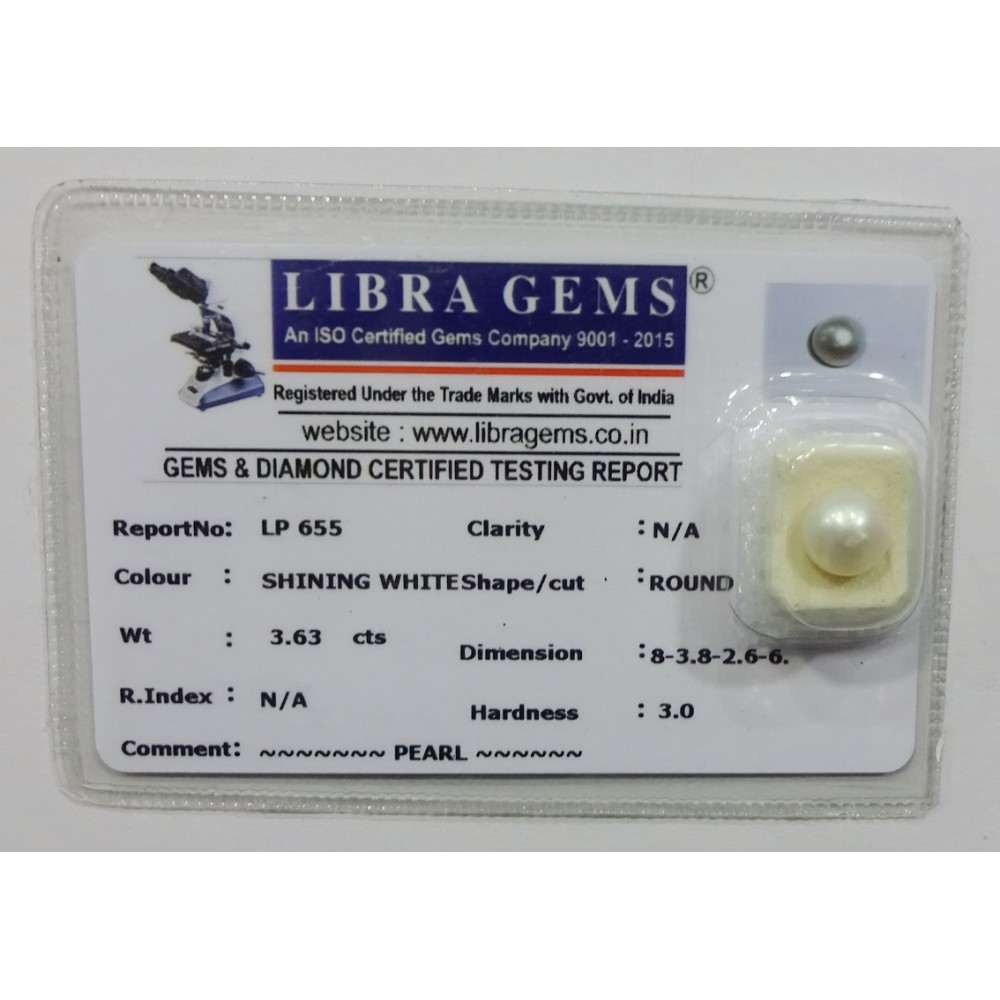 LIBRA GEMS®
An ISO Certified Gems Company 9001 - 2015
Registered Under the Trade Marks with Govt. of India
website : www.libragems.co.in
GEMS & DIAMOND CERTIFIED TESTING REPORT
ReportNo: LP 655 Clarity : N/A
Colour : SHINING WHITE Shape/cut : ROUND
Wt : 3.63 cts Dimension : 8-3.8-2.6-6.
R.Index : N/A Hardness : 3.0
Comment: ~~~~~~~ PEARL ~~~~~~